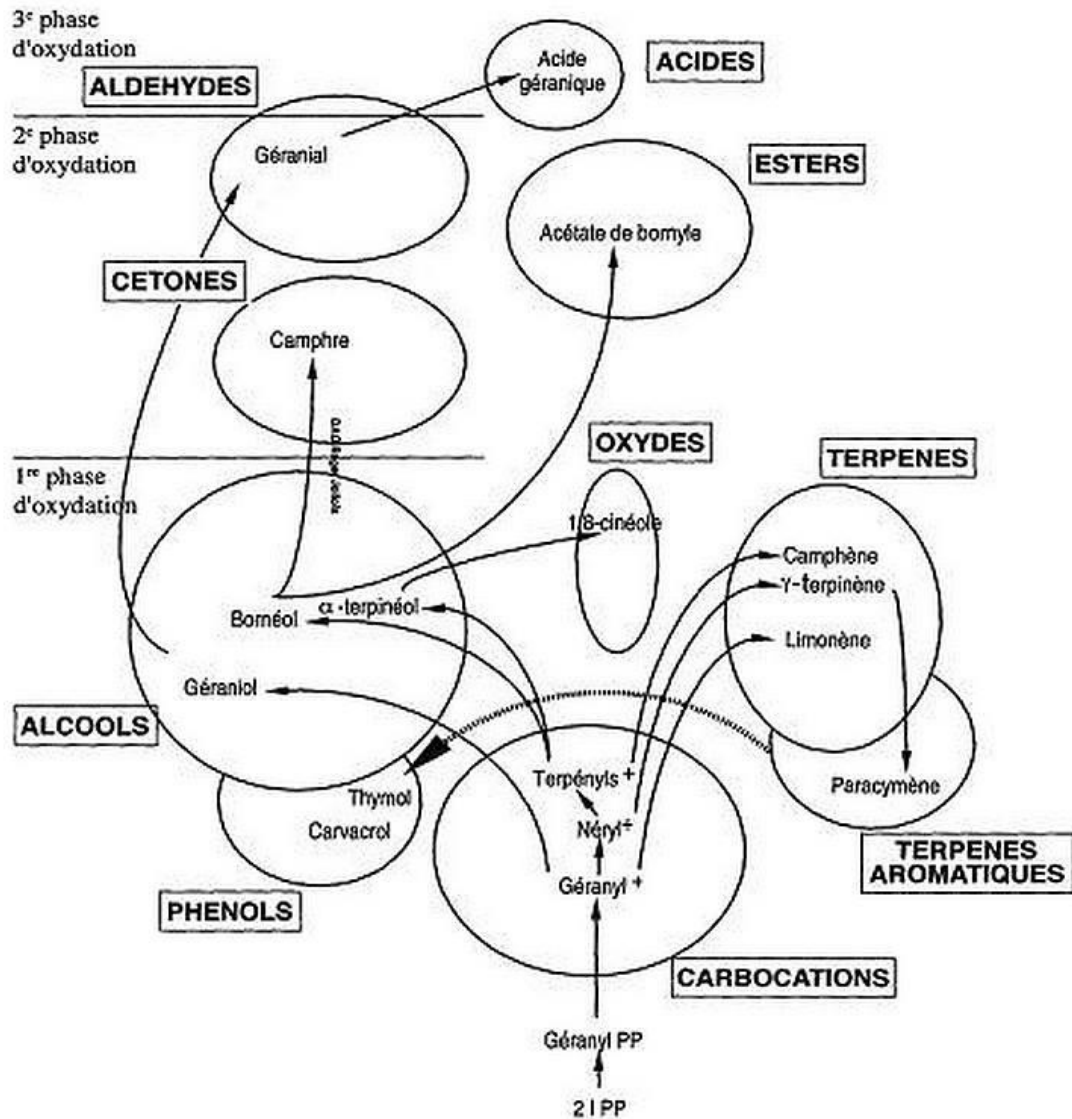 3e phase
d'oxydation
ALDEHYDES
Acide
géranique
ACIDES
2e phase
d'oxydation
Géranial
ESTERS
Acétate de bornyle
CETONES
Camphre
OXYDES
TERPENES
1re phase
d'oxydation
1/8-cinéole
Camphène
γ-terpinène
α-terpinéol
Bornéol
Limonène
Géraniol
ALCOOLS
Terpényls +
Paracymène
Thymol
Carvacrol
Néryl+
TERPENES
AROMATIQUES
Géranyl +
PHENOLS
CARBOCATIONS
Géranyl PP
2 I PP